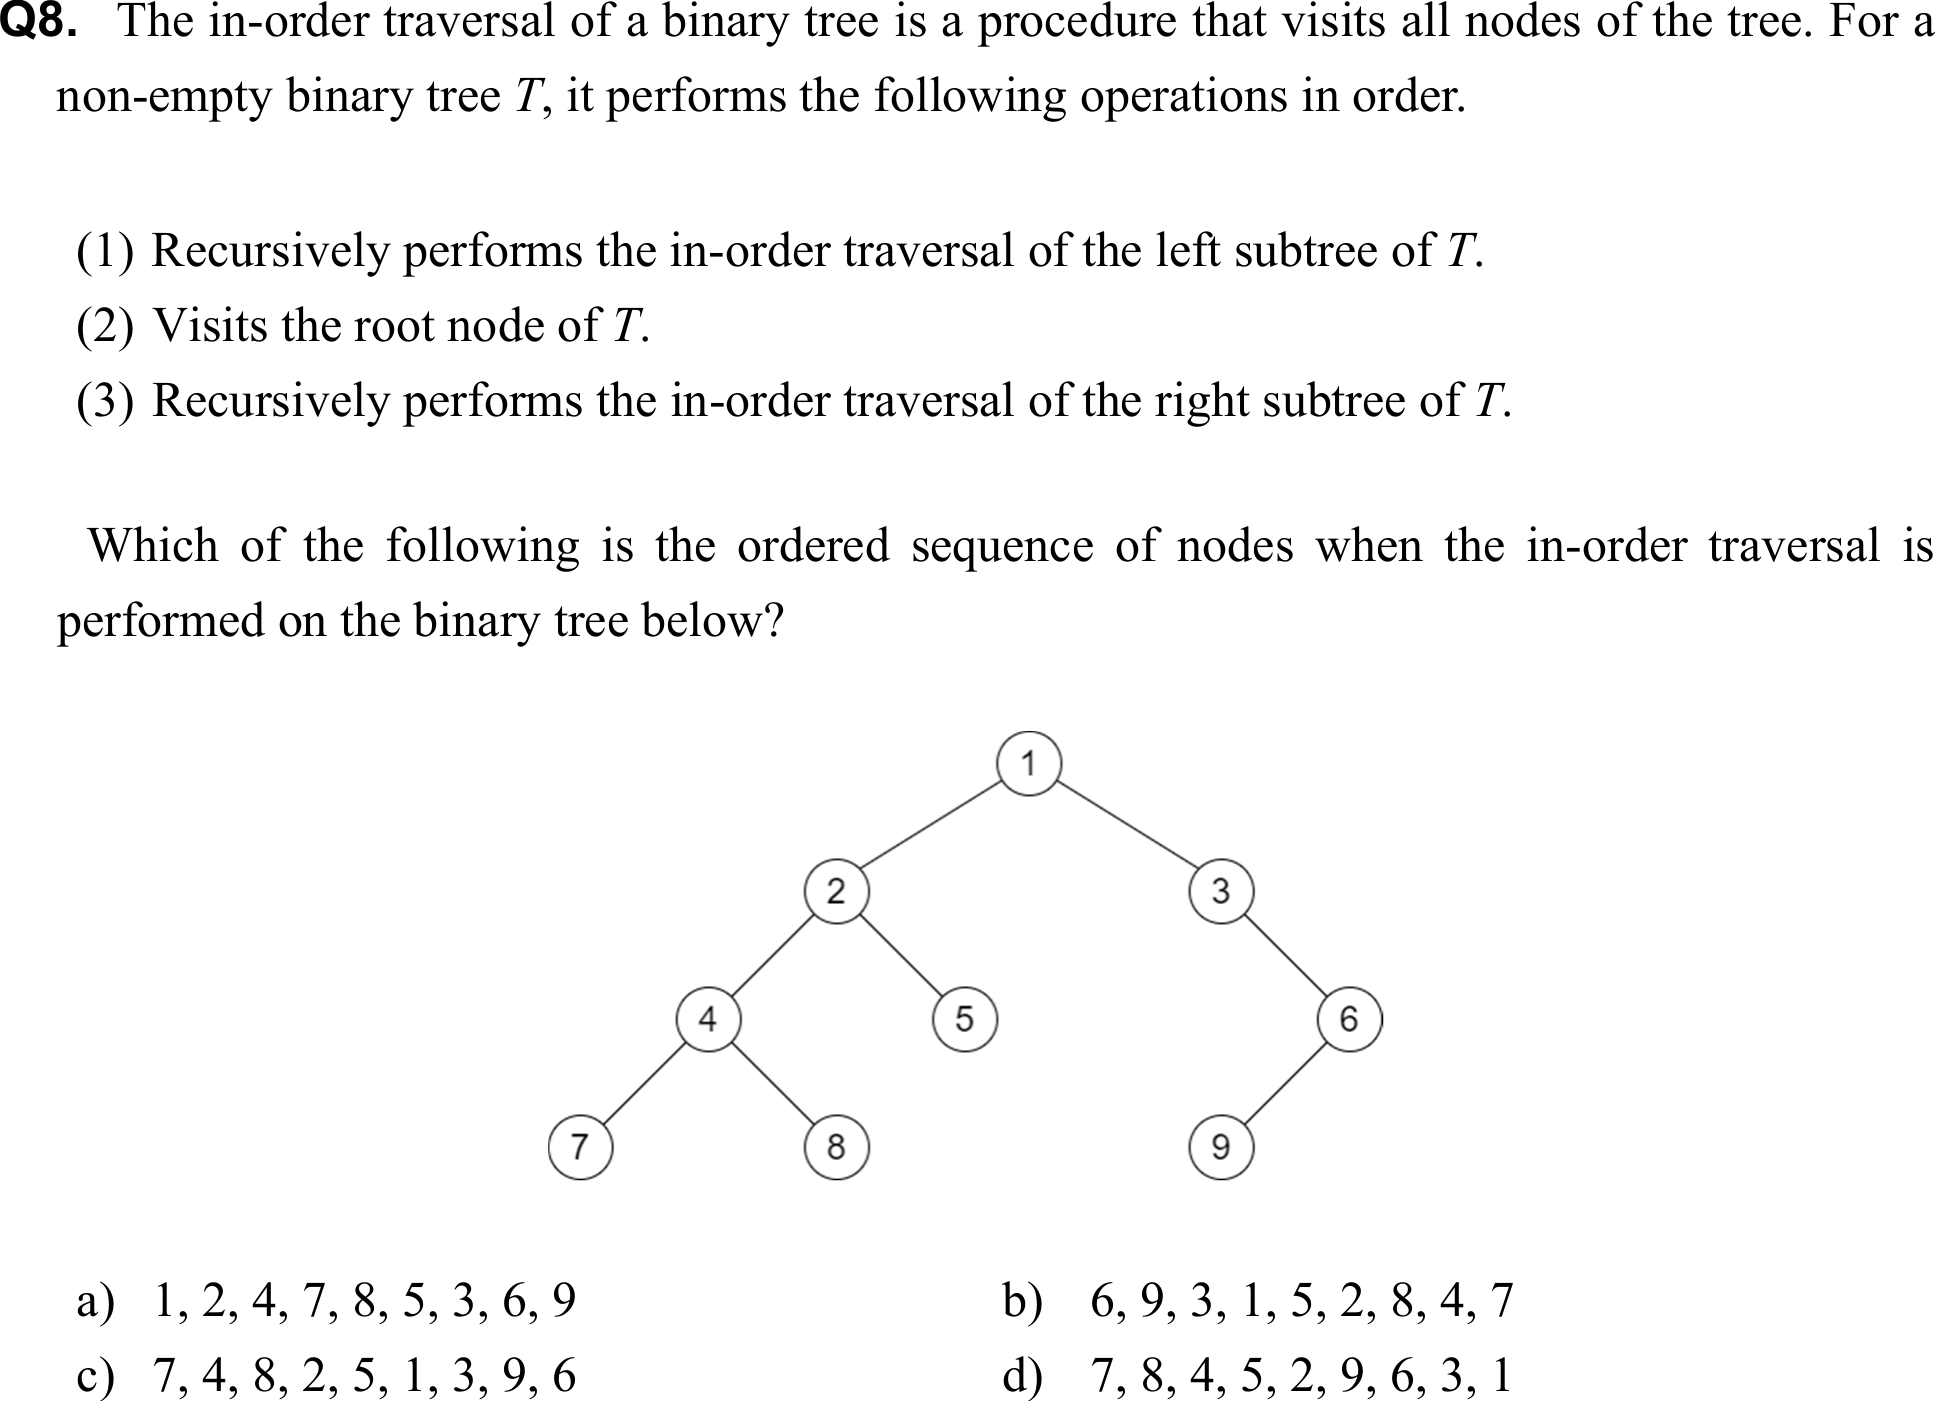 Q8. The in-order traversal of a binary tree is a procedure that visits all nodes of the tree. For a
non-empty binary tree T, it performs the following operations in order.
(1) Recursively performs the in-order traversal of the left subtree of T.
(2) Visits the root node of T.
(3) Recursively performs the in-order traversal of the right subtree of T.
Which of the following is the ordered sequence of nodes when the in-order traversal is
performed on the binary tree below?
1
2 3
4 5 6
7 8 9
a) 1, 2, 4, 7, 8, 5, 3, 6, 9 b) 6, 9, 3, 1, 5, 2, 8, 4, 7
c) 7, 4, 8, 2, 5, 1, 3, 9, 6 d) 7, 8, 4, 5, 2, 9, 6, 3, 1